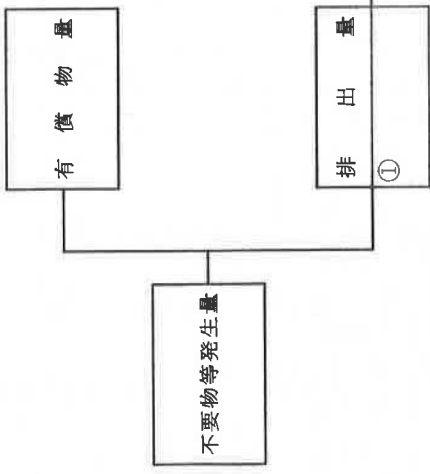 不要物等発生量
有償物量
排出量
①